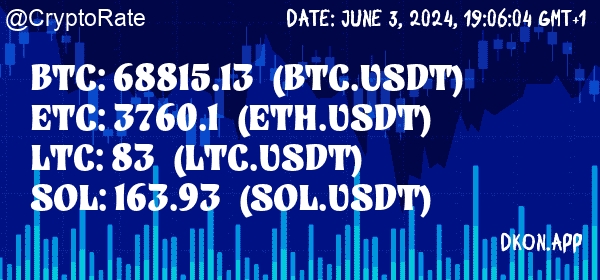 @CryptoRate
DATE: JUNE 3, 2024, 19:06:04 GMT+1
BTC: 68815.13 (BTC.USDT)
ETC: 3760.1 (ETH.USDT)
LTC: 83 (LTC.USDT)
SOL: 163.93 (SOL.USDT)
DKON.APP